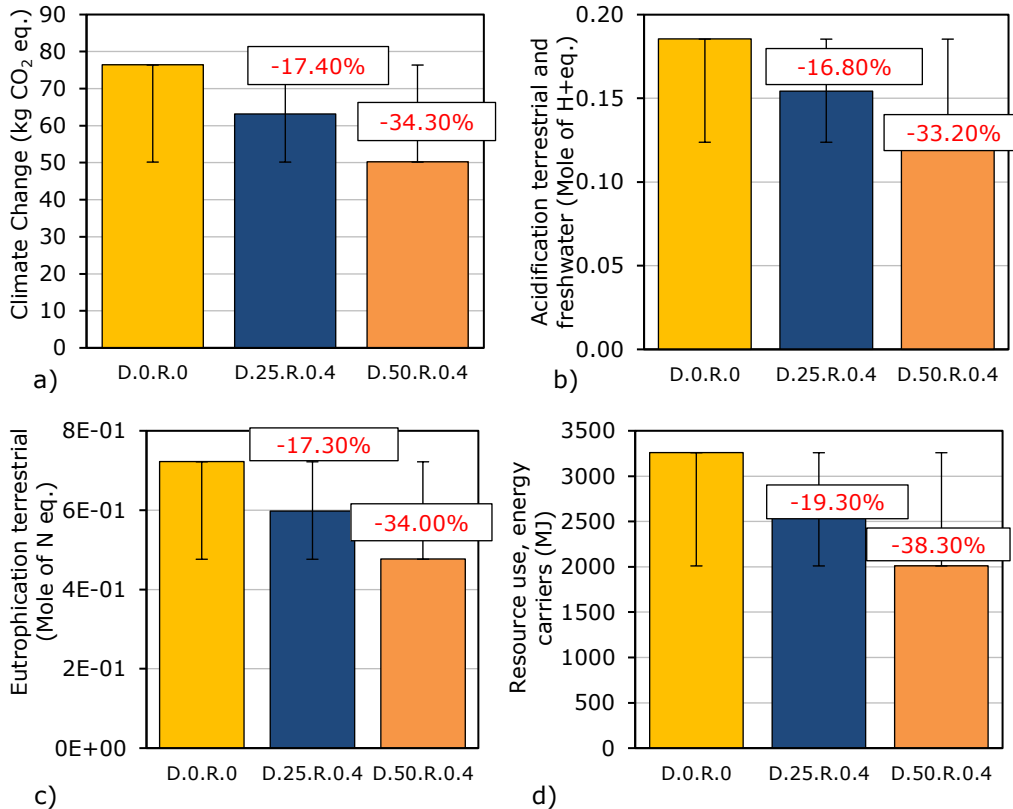 Climate Change (kg CO₂ eq.)
90
80
70
60
50
40
30
20
10
0
-17.40%
-34.30%
D.0.R.0 D.25.R.0.4 D.50.R.0.4
a)
Acidification terrestrial and
freshwater (Mole of H+eq.)
0.20
0.15
0.10
0.05
0.00
-16.80%
-33.20%
D.0.R.0 D.25.R.0.4 D.50.R.0.4
b)
Eutrophication terrestrial
(Mole of N eq.)
8E-01
6E-01
4E-01
2E-01
0E+00
-17.30%
-34.00%
D.0.R.0 D.25.R.0.4 D.50.R.0.4
c)
Resource use, energy
carriers (MJ)
3500
3000
2500
2000
1500
1000
500
0
-19.30%
-38.30%
D.0.R.0 D.25.R.0.4 D.50.R.0.4
d)